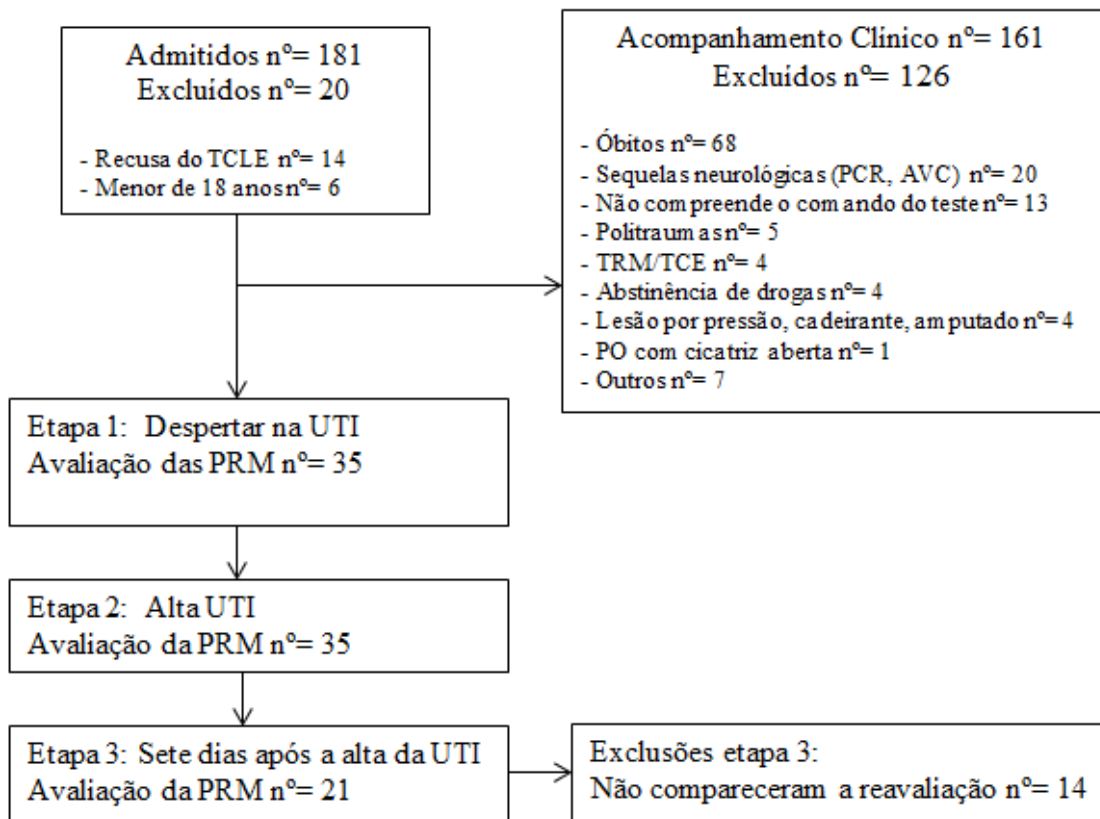 Admitidos nº= 181
Excluídos nº= 20
- Recusa do TCLE nº= 14
- Menor de 18 anos nº= 6
Acompanhamento Clínico nº= 161
Excluídos nº= 126
- Óbitos nº= 68
- Sequelas neurológicas (PCR, AVC) nº= 20
- Não compreende o comando do teste nº= 13
- Politraumas nº= 5
- TRM/TCE nº= 4
- Abstinência de drogas nº= 4
- Lesão por pressão, cadeirante, amputado nº= 4
- PO com cicatriz aberta nº= 1
- Outros nº= 7
Etapa 1: Despertar na UTI
Avaliação das PRM nº= 35
Etapa 2: Alta UTI
Avaliação da PRM nº= 35
Etapa 3: Sete dias após a alta da UTI
Avaliação da PRM nº= 21
Exclusões etapa 3:
Não compareceram a reavaliação nº= 14